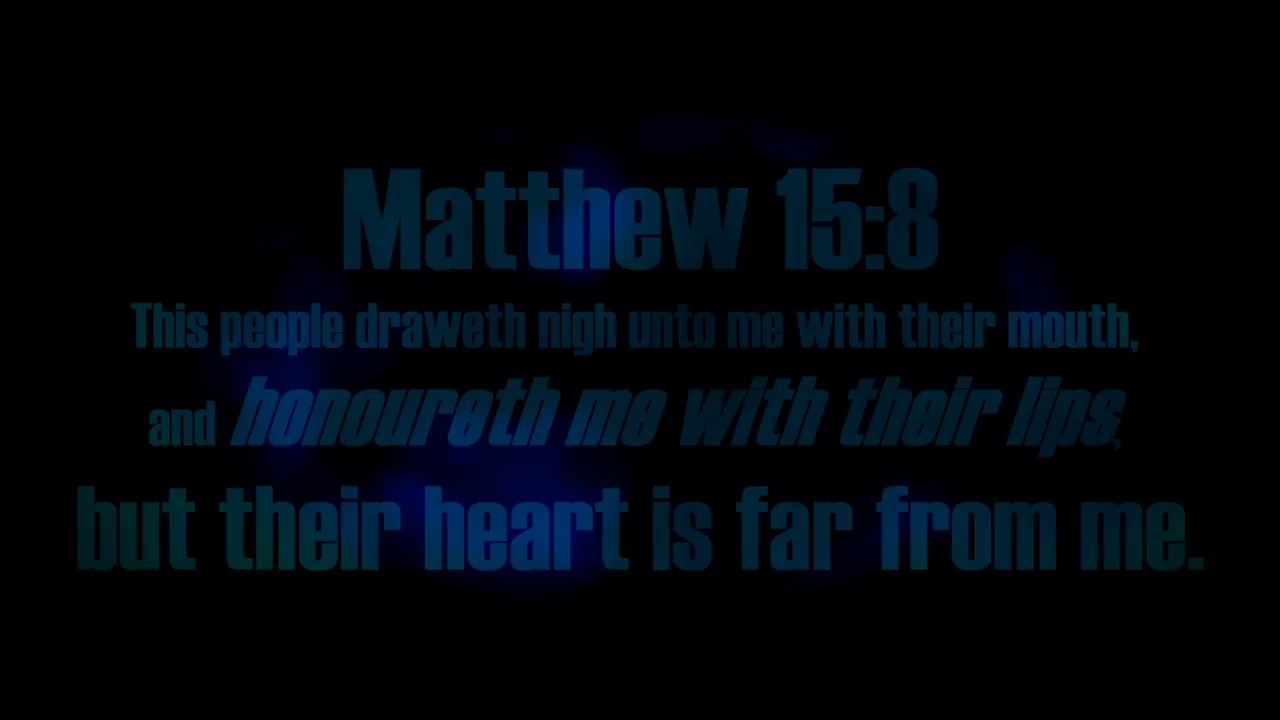 Matthew 15:8
This people draweth nigh unto me with their mouth,
and honoureth me with their lips;
but their heart is far from me.